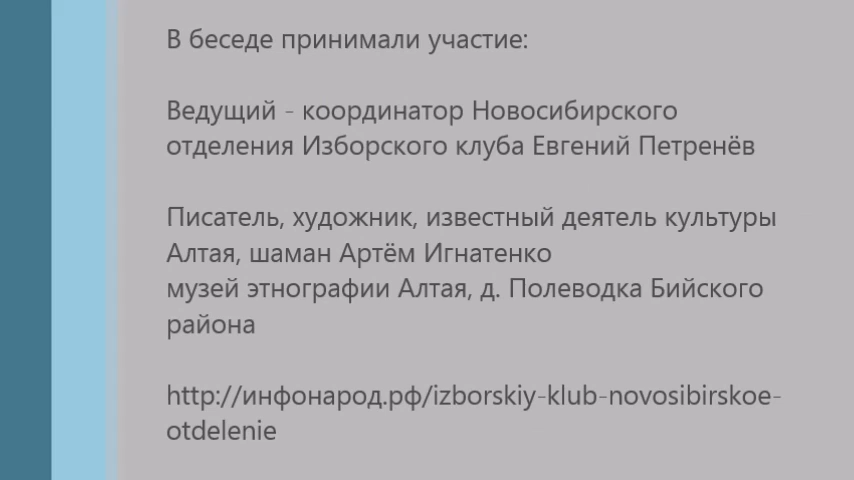 В беседе принимали участие:
Ведущий - координатор Новосибирского
отделения Изборского клуба Евгений Петренёв
Писатель, художник, известный деятель культуры
Алтая, шаман Артём Игнатенко
музей этнографии Алтая, д. Полеводка Бийского
района
http://инфонарод.рф/izborskiy-klub-novosibirskoe-
otdelenie